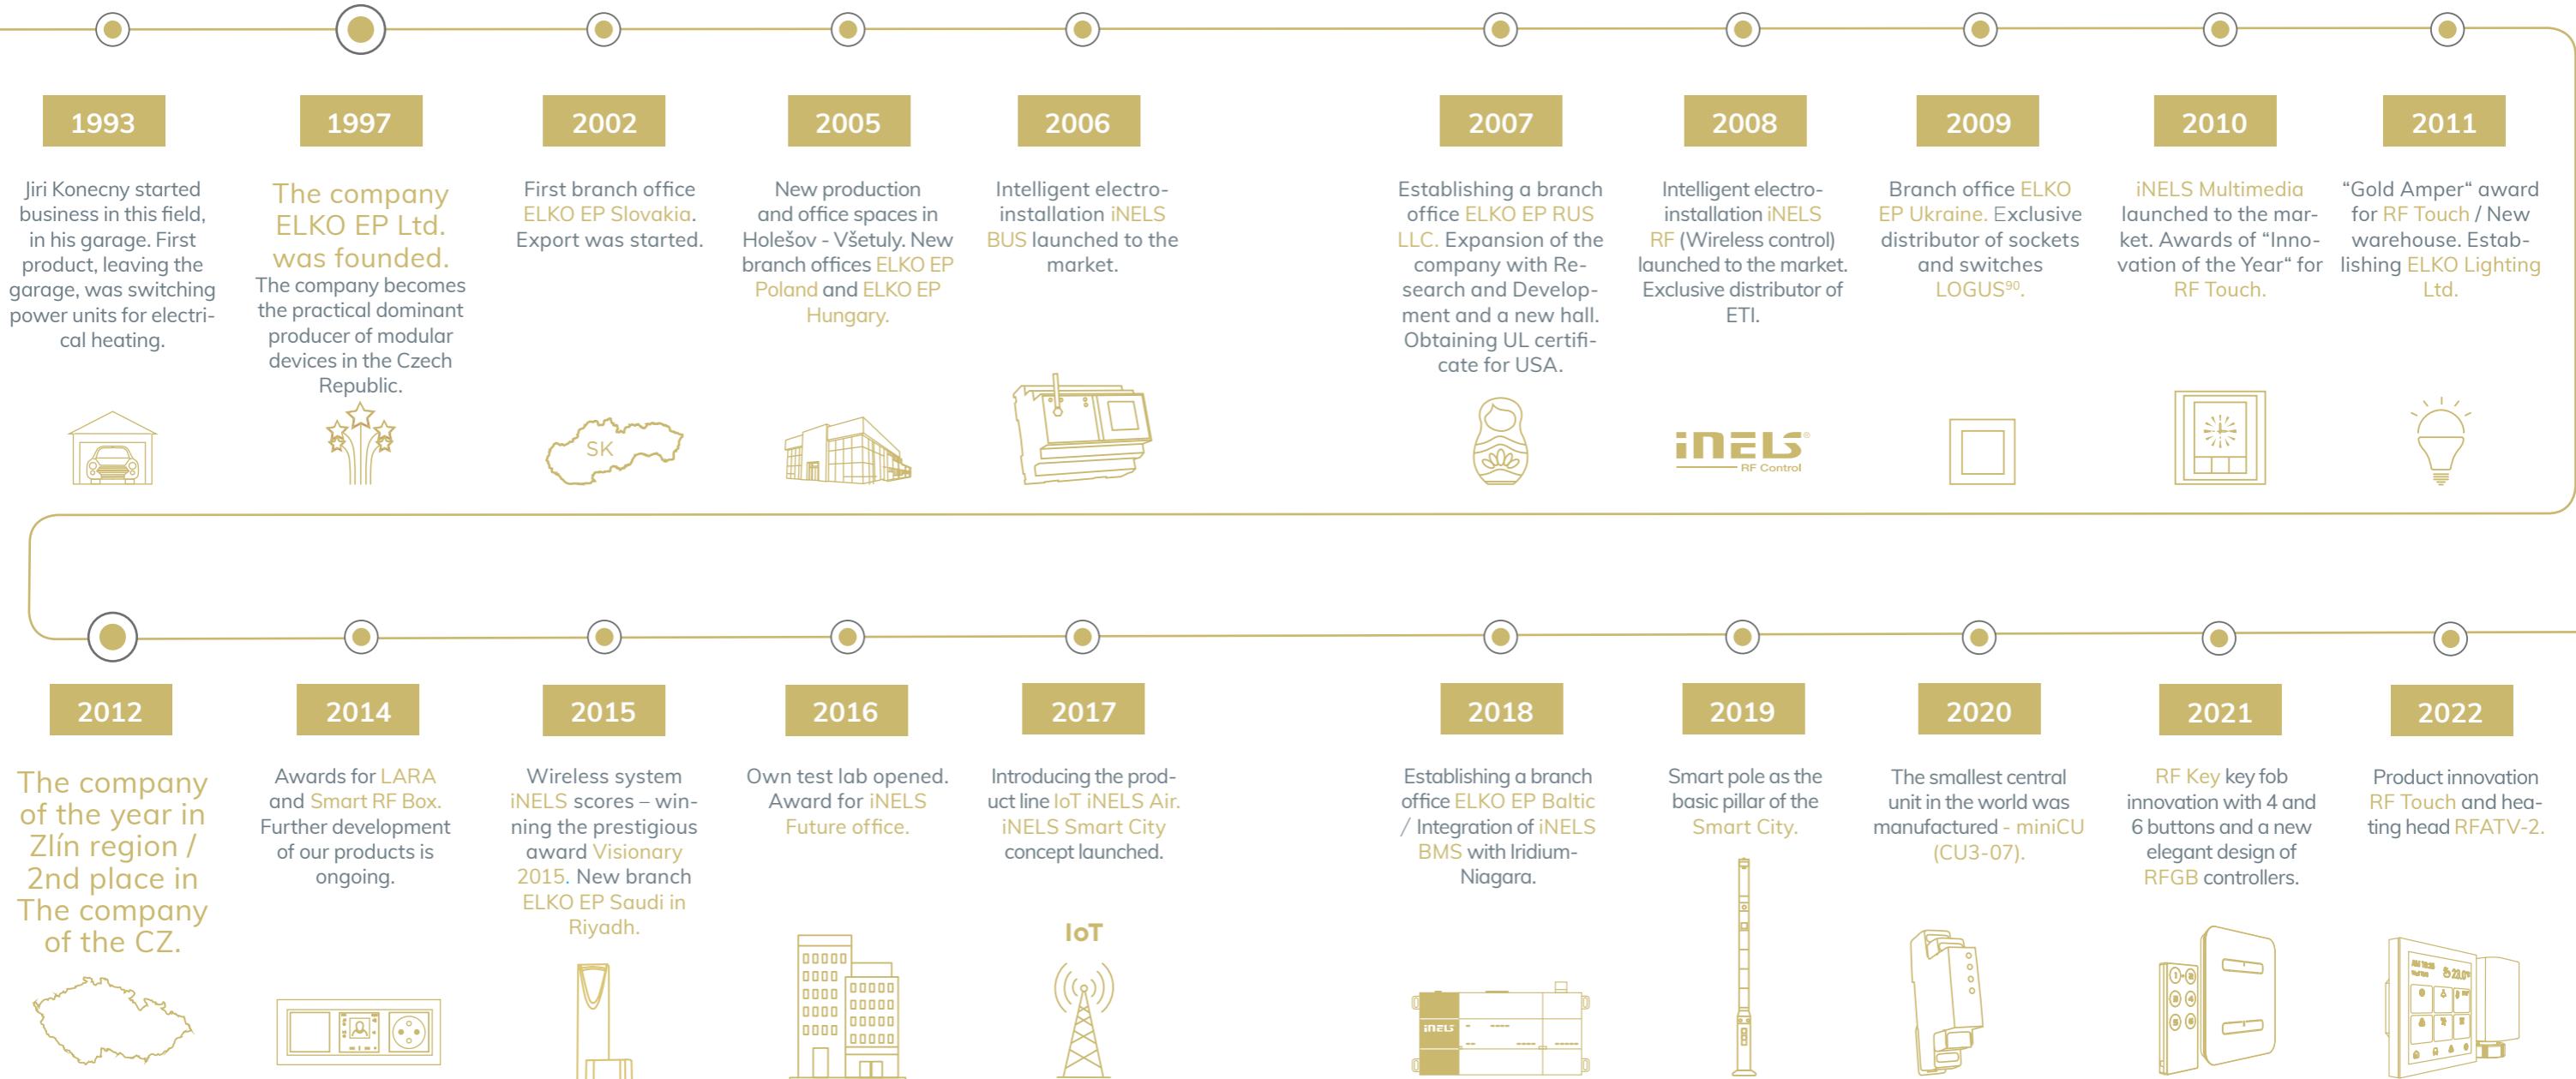 1993
Jiri Konecny started
business in this field,
in his garage. First
product, leaving the
garage, was switching
power units for electri-
cal heating.
1997
The company
ELKO EP Ltd.
was founded.
The company becomes
the practical dominant
producer of modular
devices in the Czech
Republic.
2002
First branch office
ELKO EP Slovakia.
Export was started.
SK
2005
New production
and office spaces in
Holešov - Všetuly. New
branch offices ELKO EP
Poland and ELKO EP
Hungary.
2006
Intelligent electro-
installation iNELS
BUS launched to the
market.
2007
Establishing a branch
office ELKO EP RUS
LLC. Expansion of the
company with Re-
search and Develop-
ment and a new hall.
Obtaining UL certifi-
cate for USA.
2008
Intelligent electro-
installation iNELS
RF (Wireless control)
launched to the market.
Exclusive distributor of
ETI.
iNELS®
RF Control
2009
Branch office ELKO
EP Ukraine. Exclusive
distributor of sockets
and switches
LOGUS⁹⁰.
2010
iNELS Multimedia
launched to the mar-
ket. Awards of “Inno-
vation of the Year“ for
RF Touch.
2011
“Gold Amper“ award
for RF Touch / New
warehouse. Estab-
lishing ELKO Lighting
Ltd.
2012
The company
of the year in
Zlín region /
2nd place in
The company
of the CZ.
2014
Awards for LARA
and Smart RF Box.
Further development
of our products is
ongoing.
2015
Wireless system
iNELS scores – win-
ning the prestigious
award Visionary
2015. New branch
ELKO EP Saudi in
Riyadh.
2016
Own test lab opened.
Award for iNELS
Future office.
2017
Introducing the prod-
uct line IoT iNELS Air.
iNELS Smart City
concept launched.
IoT
2018
Establishing a branch
office ELKO EP Baltic
/ Integration of iNELS
BMS with Iridium-
Niagara.
iNELS
2019
Smart pole as the
basic pillar of the
Smart City.
2020
The smallest central
unit in the world was
manufactured - miniCU
(CU3-07).
2021
RF Key key fob
innovation with 4 and
6 buttons and a new
elegant design of
RFGB controllers.
2022
Product innovation
RF Touch and hea-
ting head RFATV-2.
23.0°